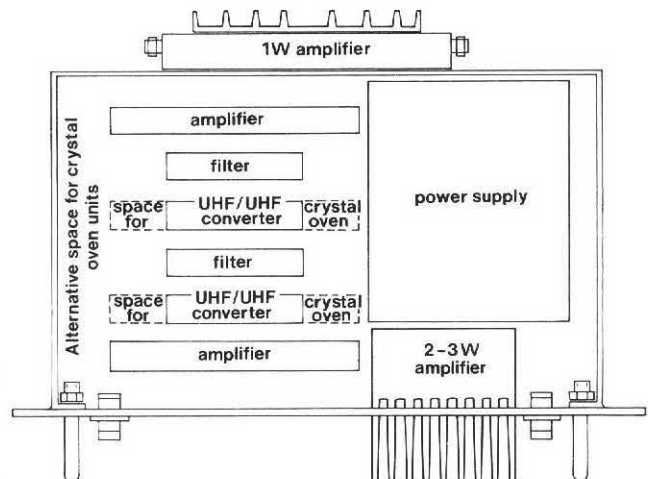 1W amplifier
amplifier
filter
space for
UHF/UHF converter
crystal oven
filter
space for
UHF/UHF converter
crystal oven
amplifier
Alternative space for crystal
oven units
power supply
2-3W
amplifier